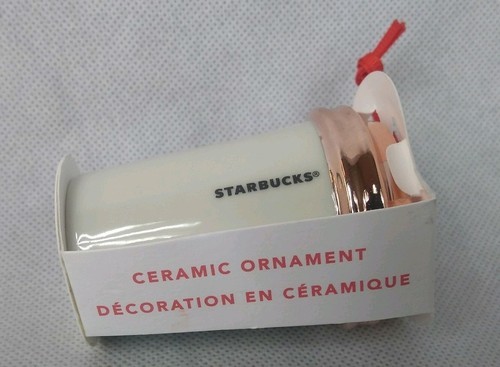 STARBUCKS®
CERAMIC ORNAMENT
DÉCORATION EN CÉRAMIQUE